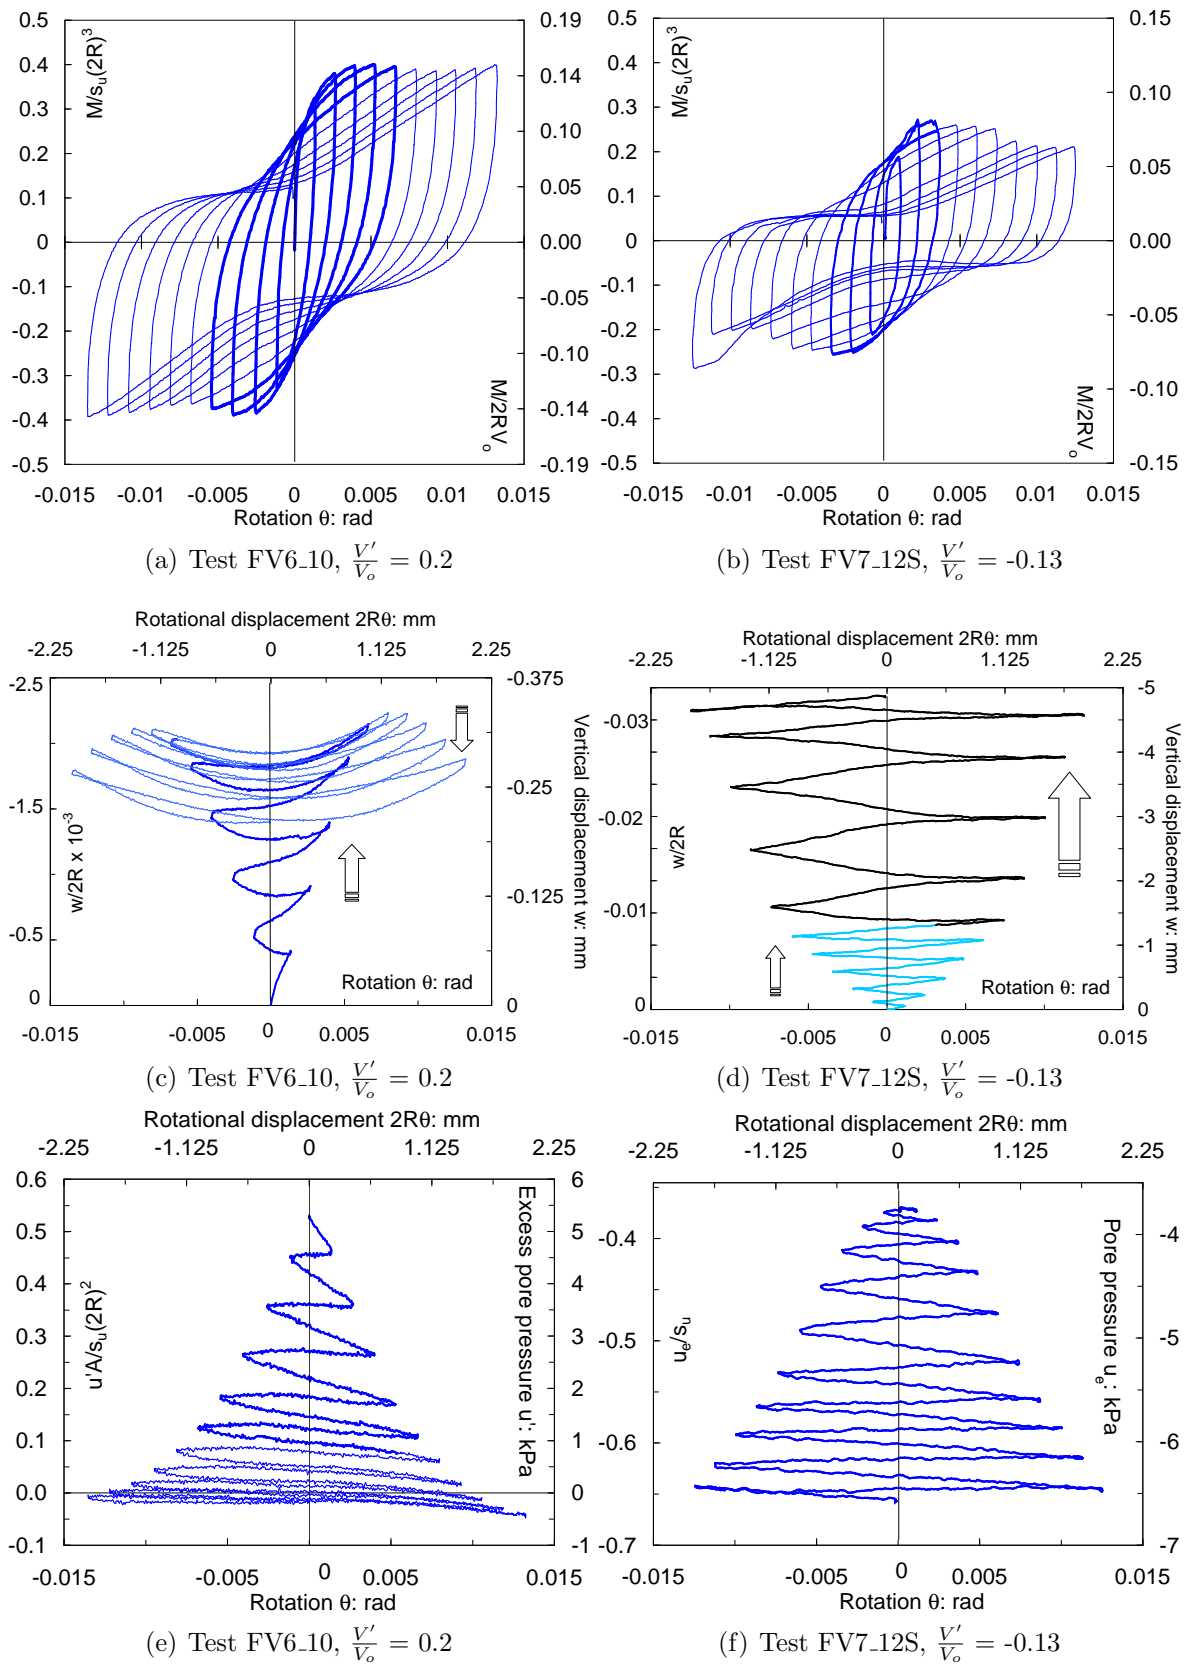 0.5
0.4
0.3
0.2
0.1
0
-0.1
-0.2
-0.3
-0.4
-0.5
M/su(2R)³
0.19
0.14
0.10
0.05
0.00
-0.05
-0.10
-0.14
-0.19
M/2RVo
-0.015 -0.01 -0.005 0 0.005 0.01 0.015
Rotation θ: rad
(a) Test FV6_10, V′/Vo = 0.2
0.5
0.4
0.3
0.2
0.1
0
-0.1
-0.2
-0.3
-0.4
-0.5
M/su(2R)³
0.15
0.10
0.05
0.00
-0.05
-0.10
-0.15
M/2RVo
-0.015 -0.01 -0.005 0 0.005 0.01 0.015
Rotation θ: rad
(b) Test FV7_12S, V′/Vo = -0.13
Rotational displacement 2Rθ: mm
-2.25 -1.125 0 1.125 2.25
-2.5
-1.5
-0.5
0
w/2R x 10⁻³
-0.375
-0.25
-0.125
0
Vertical displacement w: mm
Rotation θ: rad
-0.015 -0.005 0 0.005 0.015
(c) Test FV6_10, V′/Vo = 0.2
Rotational displacement 2Rθ: mm
-2.25 -1.125 0 1.125 2.25
-0.03
-0.02
-0.01
0
w/2R
-5
-4
-3
-2
-1
0
Vertical displacement w: mm
Rotation θ: rad
-0.015 -0.005 0 0.005 0.015
(d) Test FV7_12S, V′/Vo = -0.13
Rotational displacement 2Rθ: mm
-2.25 -1.125 0 1.125 2.25
0.6
0.5
0.4
0.3
0.2
0.1
0.0
-0.1
u'A/su(2R)²
6
5
4
3
2
1
0
-1
Excess pore pressure u': kPa
-0.015 -0.005 0 0.005 0.015
Rotation θ: rad
(e) Test FV6_10, V′/Vo = 0.2
Rotational displacement 2Rθ: mm
-2.25 -1.125 0 1.125 2.25
-0.4
-0.5
-0.6
-0.7
ue/su
-4
-5
-6
-7
Pore pressure ue: kPa
-0.015 -0.005 0 0.005 0.015
Rotation θ: rad
(f) Test FV7_12S, V′/Vo = -0.13